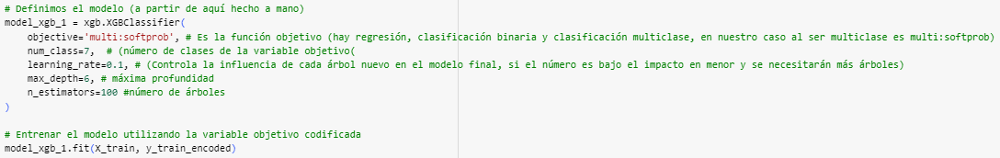 # Definimos el modelo (a partir de aquí hecho a mano)
model_xgb_1 = xgb.XGBClassifier(
    objective='multi:softprob', # Es la función objetivo (hay regresión, clasificación binaria y clasificación multiclase, en nuestro caso al ser multiclase es multi:softprob)
    num_class=7,  # (número de clases de la variable objetivo(
    learning_rate=0.1, # (Controla la influencia de cada árbol nuevo en el modelo final, si el número es bajo el impacto en menor y se necesitarán más árboles)
    max_depth=6, # máxima profundidad
    n_estimators=100 #número de árboles
)

# Entrenar el modelo utilizando la variable objetivo codificada
model_xgb_1.fit(X_train, y_train_encoded)